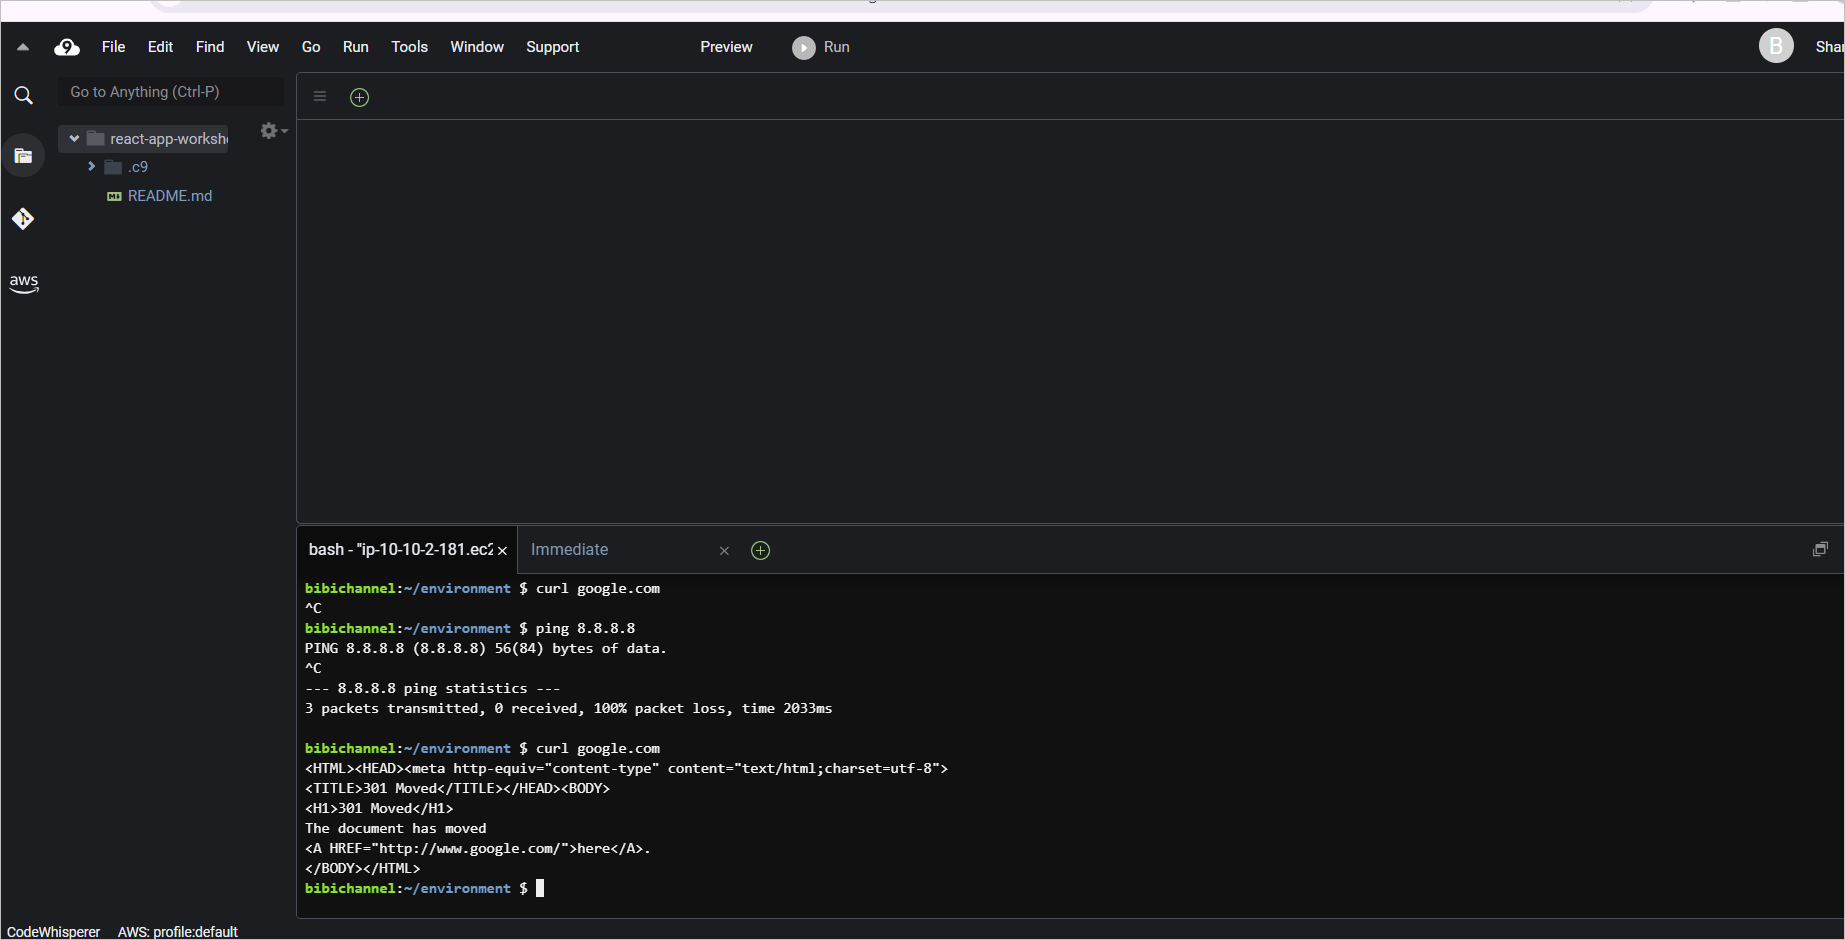 File Edit Find View Go Run Tools Window Support Preview Run B
Go to Anything (Ctrl-P)
react-app-worksh
.c9
README.md
aws
bash - "ip-10-10-2-181.ec2 Immediate
bibichannel:~/environment $ curl google.com
^C
bibichannel:~/environment $ ping 8.8.8.8
PING 8.8.8.8 (8.8.8.8) 56(84) bytes of data.
^C
--- 8.8.8.8 ping statistics ---
3 packets transmitted, 0 received, 100% packet loss, time 2033ms
bibichannel:~/environment $ curl google.com
<HTML><HEAD><meta http-equiv="content-type" content="text/html;charset=utf-8">
<TITLE>301 Moved</TITLE></HEAD><BODY>
<H1>301 Moved</H1>
The document has moved
<A HREF="http://www.google.com/">here</A>.
</BODY></HTML>
bibichannel:~/environment $
CodeWhisperer AWS: profile:default